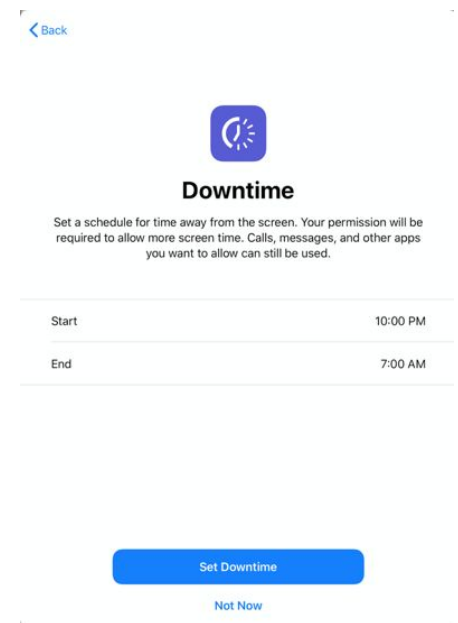 Back
Downtime
Set a schedule for time away from the screen. Your permission will be
required to allow more screen time. Calls, messages, and other apps
you want to allow can still be used.
Start 10:00 PM
End 7:00 AM
Set Downtime
Not Now